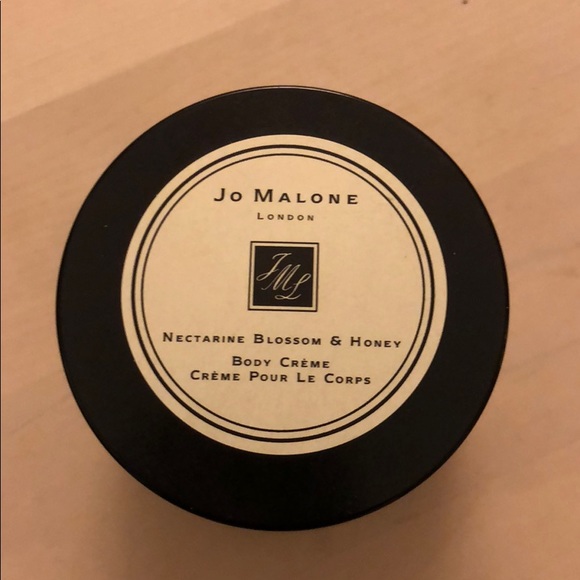 Jo Malone
London
JML
Nectarine Blossom & Honey
Body Crème
Crème Pour Le Corps